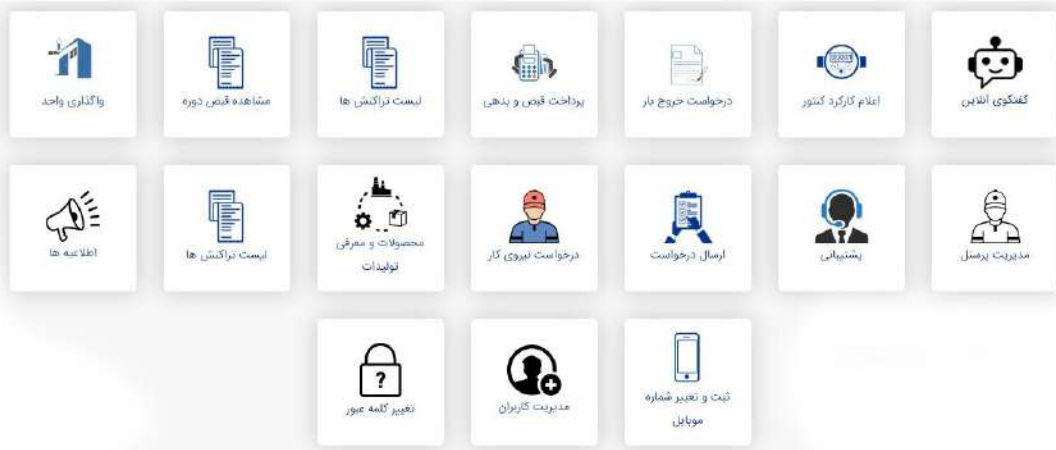 گفتگوی آنلاین
اعلام کارکرد کنتور
درخواست خروج بار
پرداخت قبض و بدهی
لیست تراکنش ها
مشاهده قبض دوره
واگذاری واحد
مدیریت پرسنل
پشتیبانی
ارسال درخواست
درخواست نیروی کار
محصولات و معرفی
تولیدات
لیست تراکنش ها
اطلاعیه ها
ثبت و تغییر شماره
موبایل
مدیریت کاربران
تغییر کلمه عبور